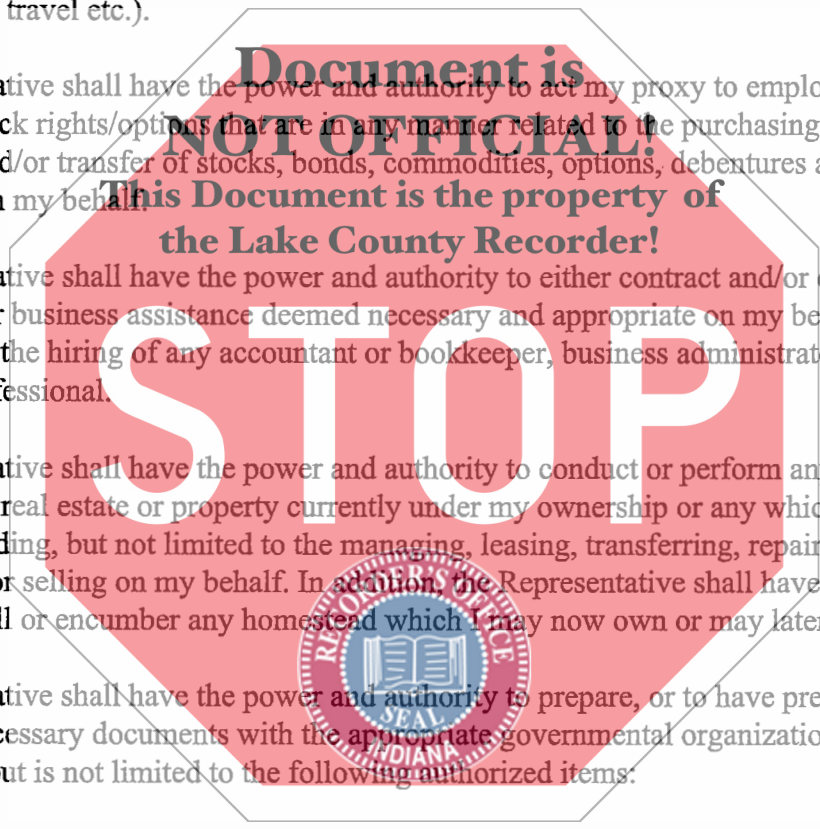 travel etc.).
Document is
ative shall have the power and authority to act my proxy to emplo
NOT OFFICIAL!
ck rights/options that are in any manner related to the purchasing
d/or transfer of stocks, bonds, commodities, options, debentures a
This Document is the property of
n my behalf.
the Lake County Recorder!
ative shall have the power and authority to either contract and/or
r business assistance deemed necessary and appropriate on my be
the hiring of any accountant or bookkeeper, business administrat
fessional.
STOP
ative shall have the power and authority to conduct or perform an
real estate or property currently under my ownership or any whic
ding, but not limited to the managing, leasing, transferring, repair
or selling on my behalf. In addition, the Representative shall have
ll or encumber any homestead which I may now own or may later
RECORDER'S OFFICE
SEAL
INDIANA
ative shall have the power and authority to prepare, or to have pre
cessary documents with the appropriate governmental organizatio
ut is not limited to the following authorized items: